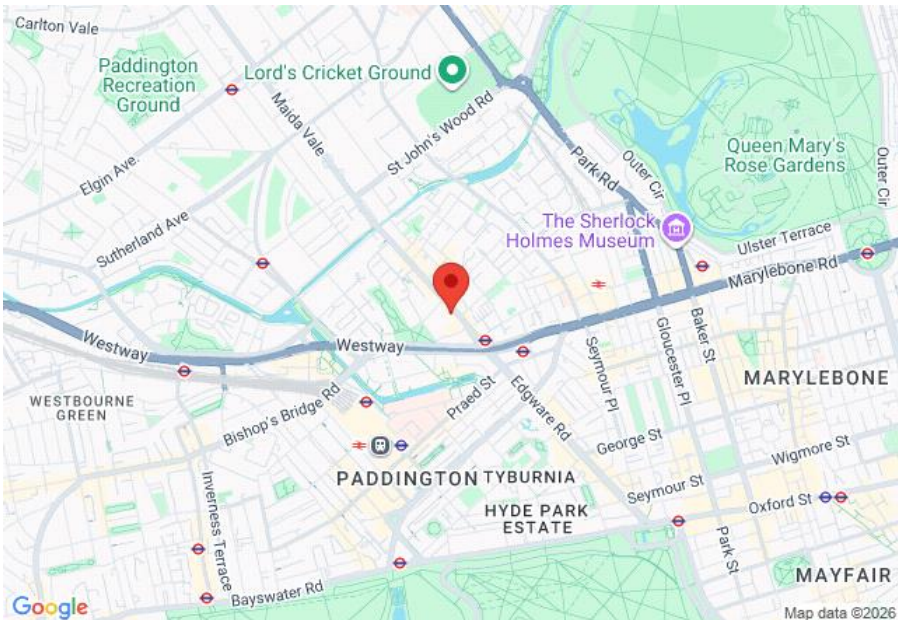 Carlton Vale
Paddington
Recreation
Ground
Lord's Cricket Ground
Maida Vale
St John's Wood Rd
Elgin Ave.
Park Rd
Outer Cir
Queen Mary's
Rose Gardens
Outer Cir
Sutherland Ave
The Sherlock
Holmes Museum
Ulster Terrace
Marylebone Rd
Westway
Westway
Baker St
Gloucester Pl
Seymour Pl
MARYLEBONE
WESTBOURNE
GREEN
Bishop's Bridge Rd
Praed St
Edgware Rd
George St
Wigmore St
PADDINGTON
TYBURNIA
Seymour St
Oxford St
HYDE PARK
ESTATE
Inverness Terrace
Park St
Bayswater Rd
MAYFAIR
Google
Map data ©2026